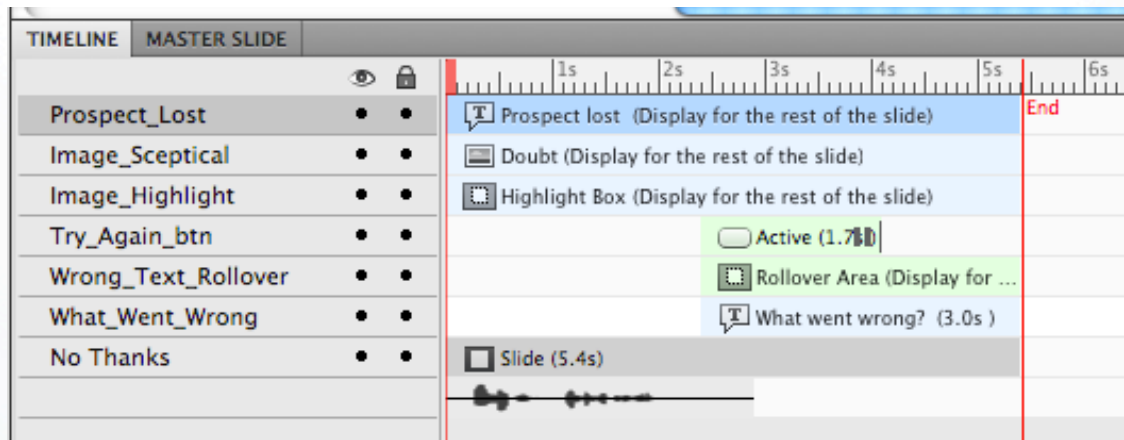 TIMELINE MASTER SLIDE
1s 2s 3s 4s 5s 6s
End
Prospect_Lost Prospect lost (Display for the rest of the slide)
Image_Sceptical Doubt (Display for the rest of the slide)
Image_Highlight Highlight Box (Display for the rest of the slide)
Try_Again_btn Active (1.7
Wrong_Text_Rollover Rollover Area (Display for ...
What_Went_Wrong What went wrong? (3.0s )
No Thanks Slide (5.4s)